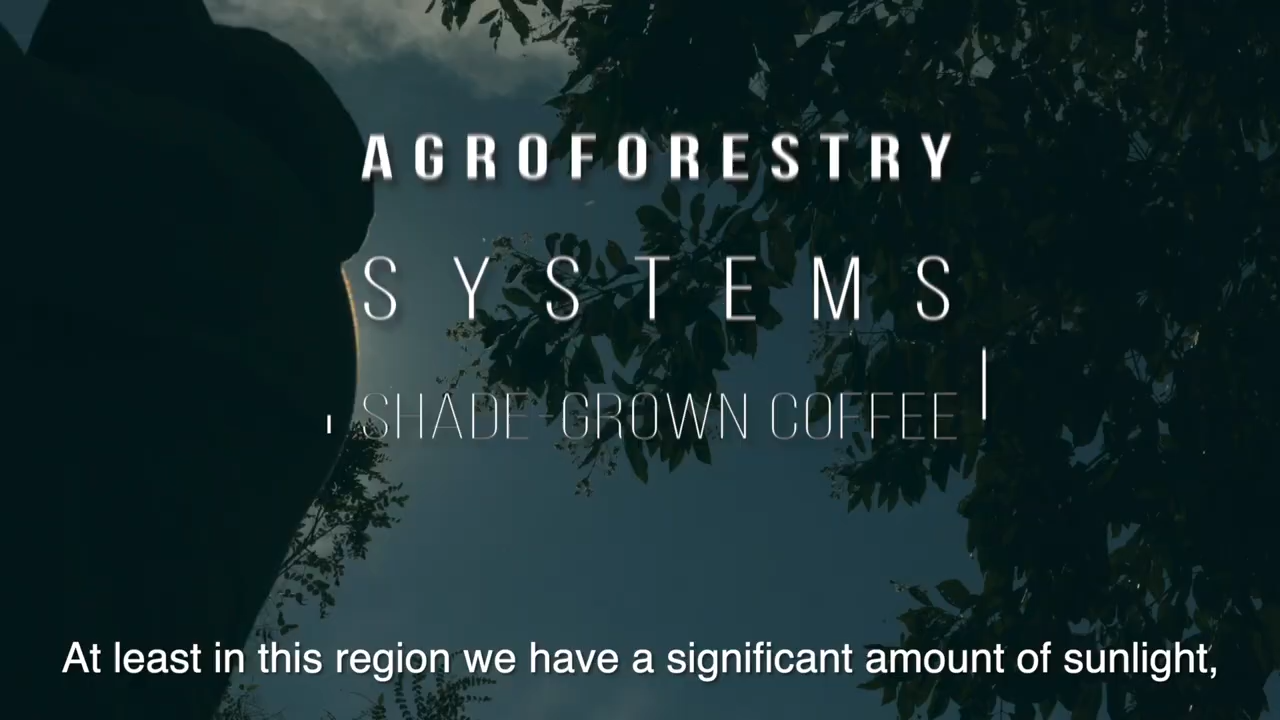 AGROFORESTRY
SYSTEMS
SHADE-GROWN COFFEE
At least in this region we have a significant amount of sunlight,